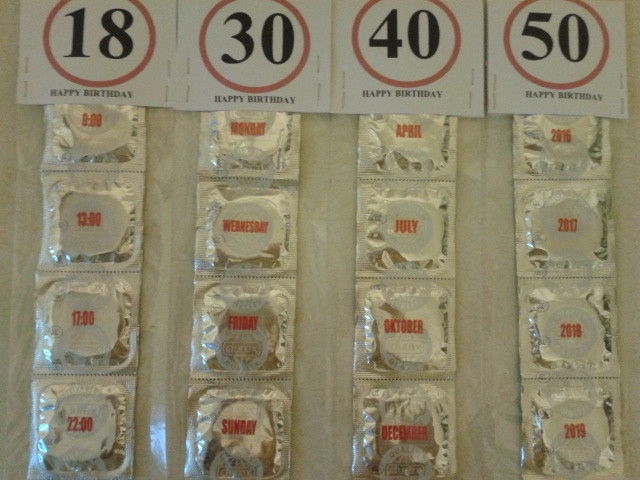 18
HAPPY BIRTHDAY
9:00
13:00
17:00
22:00
30
HAPPY BIRTHDAY
MONDAY
WEDNESDAY
FRIDAY
SUNDAY
40
HAPPY BIRTHDAY
APRIL
JULY
OKTOBER
DECEMBER
50
HAPPY BIRTHDAY
2016
2017
2018
2019